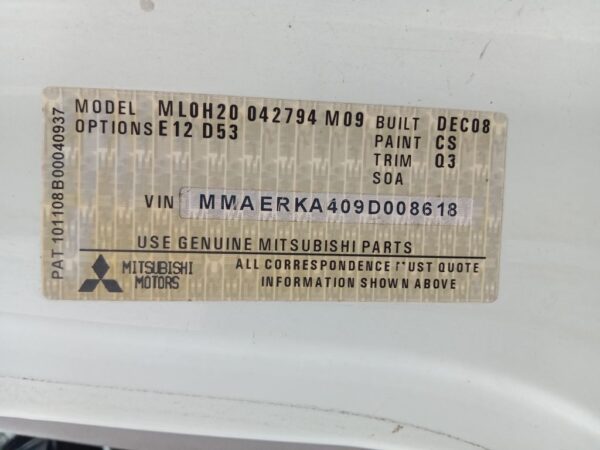 PAT 101108B00040937
MODEL ML0H20 042794 M09
OPTIONS E12 D53
BUILT DEC08
PAINT CS
TRIM Q3
SOA
VIN MMAERKA409D008618
USE GENUINE MITSUBISHI PARTS
MITSUBISHI
MOTORS
ALL CORRESPONDENCE MUST QUOTE
INFORMATION SHOWN ABOVE